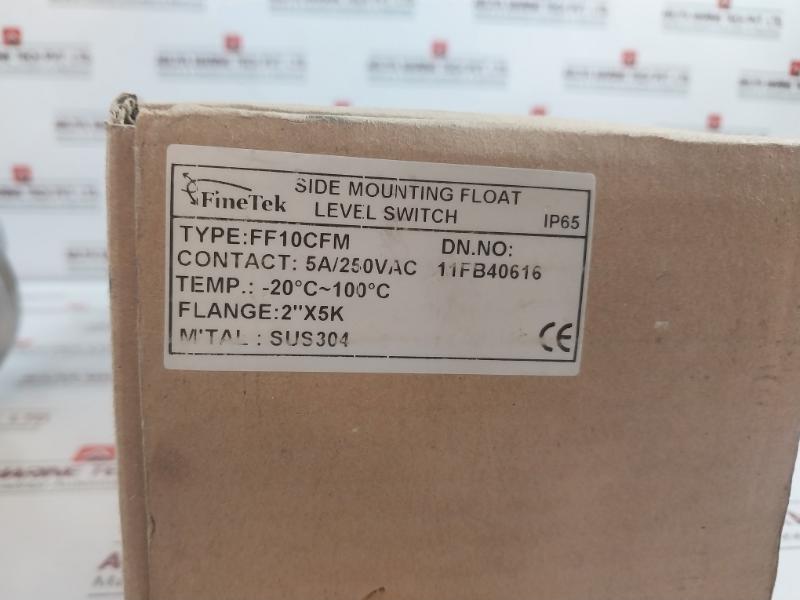 FineTek
SIDE MOUNTING FLOAT
LEVEL SWITCH
IP65
TYPE:FF10CFM
DN.NO:
CONTACT: 5A/250VAC
11FB40616
TEMP.: -20°C~100°C
FLANGE:2"X5K
M'TAL : SUS304
CE